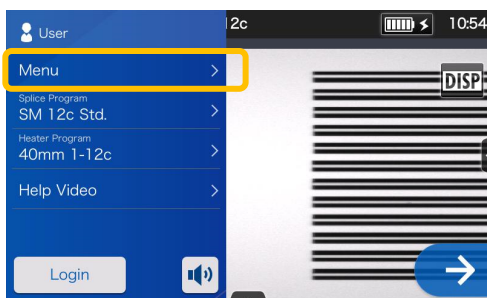 User
12c
10:54
Menu
DISP
Splice Program
SM 12c Std.
Heater Program
40mm 1-12c
Help Video
Login